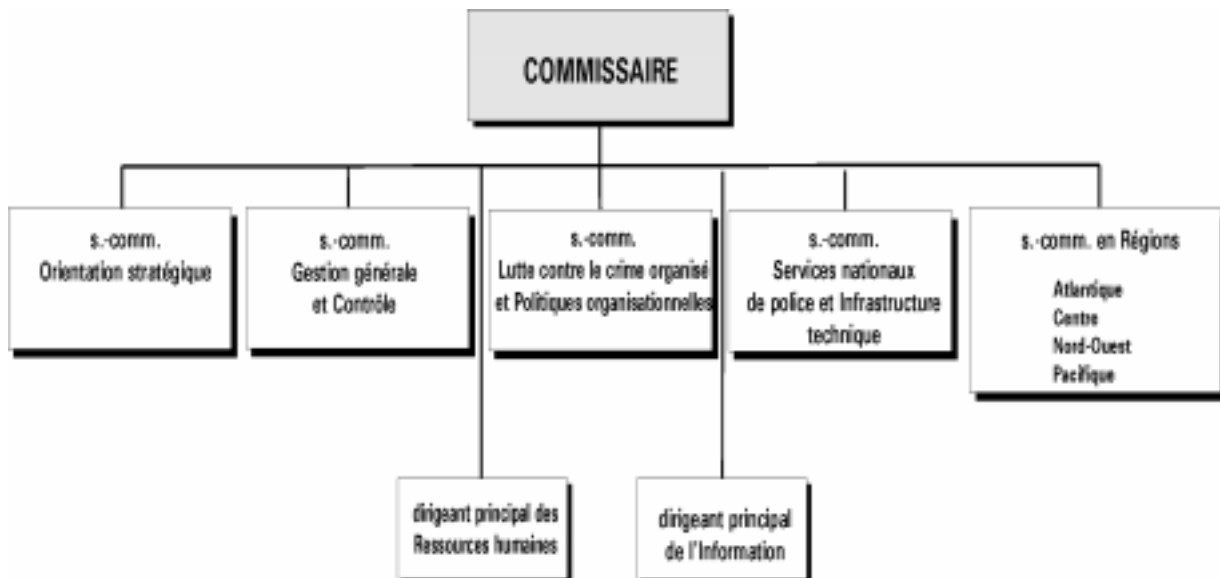 COMMISSAIRE
s.-comm.
Orientation stratégique
s.-comm.
Gestion générale
et Contrôle
s.-comm.
Lutte contre le crime organisé
et Politiques organisationnelles
s.-comm.
Services nationaux
de police et Infrastructure
technique
s.-comm. en Régions
Atlantique
Centre
Nord-Ouest
Pacifique
dirigeant principal des
Ressources humaines
dirigeant principal
de l'Information